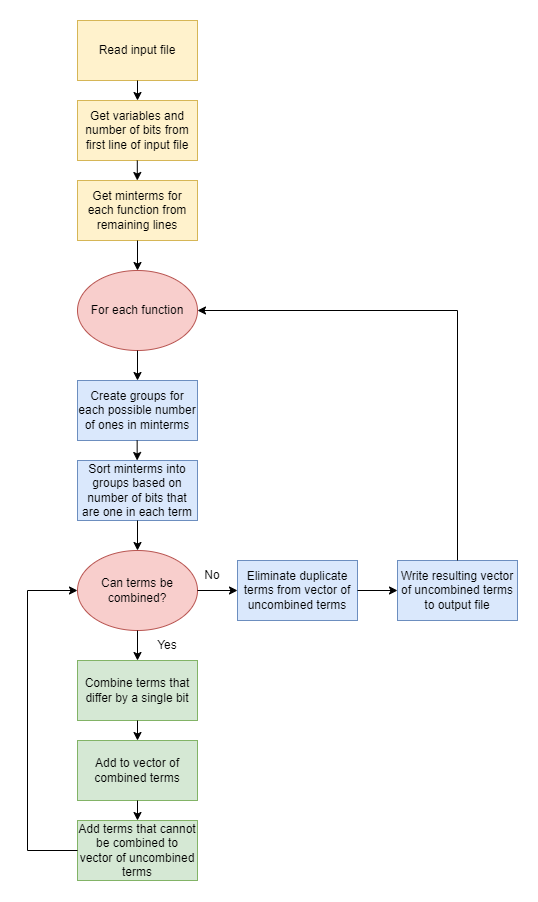 Read input file
Get variables and
number of bits from
first line of input file
Get minterms for
each function from
remaining lines
For each function
Create groups for
each possible number
of ones in minterms
Sort minterms into
groups based on
number of bits that
are one in each term
Can terms be
combined?
No
Eliminate duplicate
terms from vector of
uncombined terms
Write resulting vector
of uncombined terms
to output file
Yes
Combine terms that
differ by a single bit
Add to vector of
combined terms
Add terms that cannot
be combined to
vector of uncombined
terms